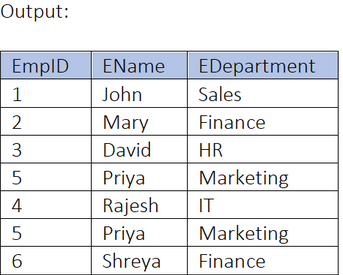 Output:
EmpID EName EDepartment
1 John Sales
2 Mary Finance
3 David HR
5 Priya Marketing
4 Rajesh IT
5 Priya Marketing
6 Shreya Finance